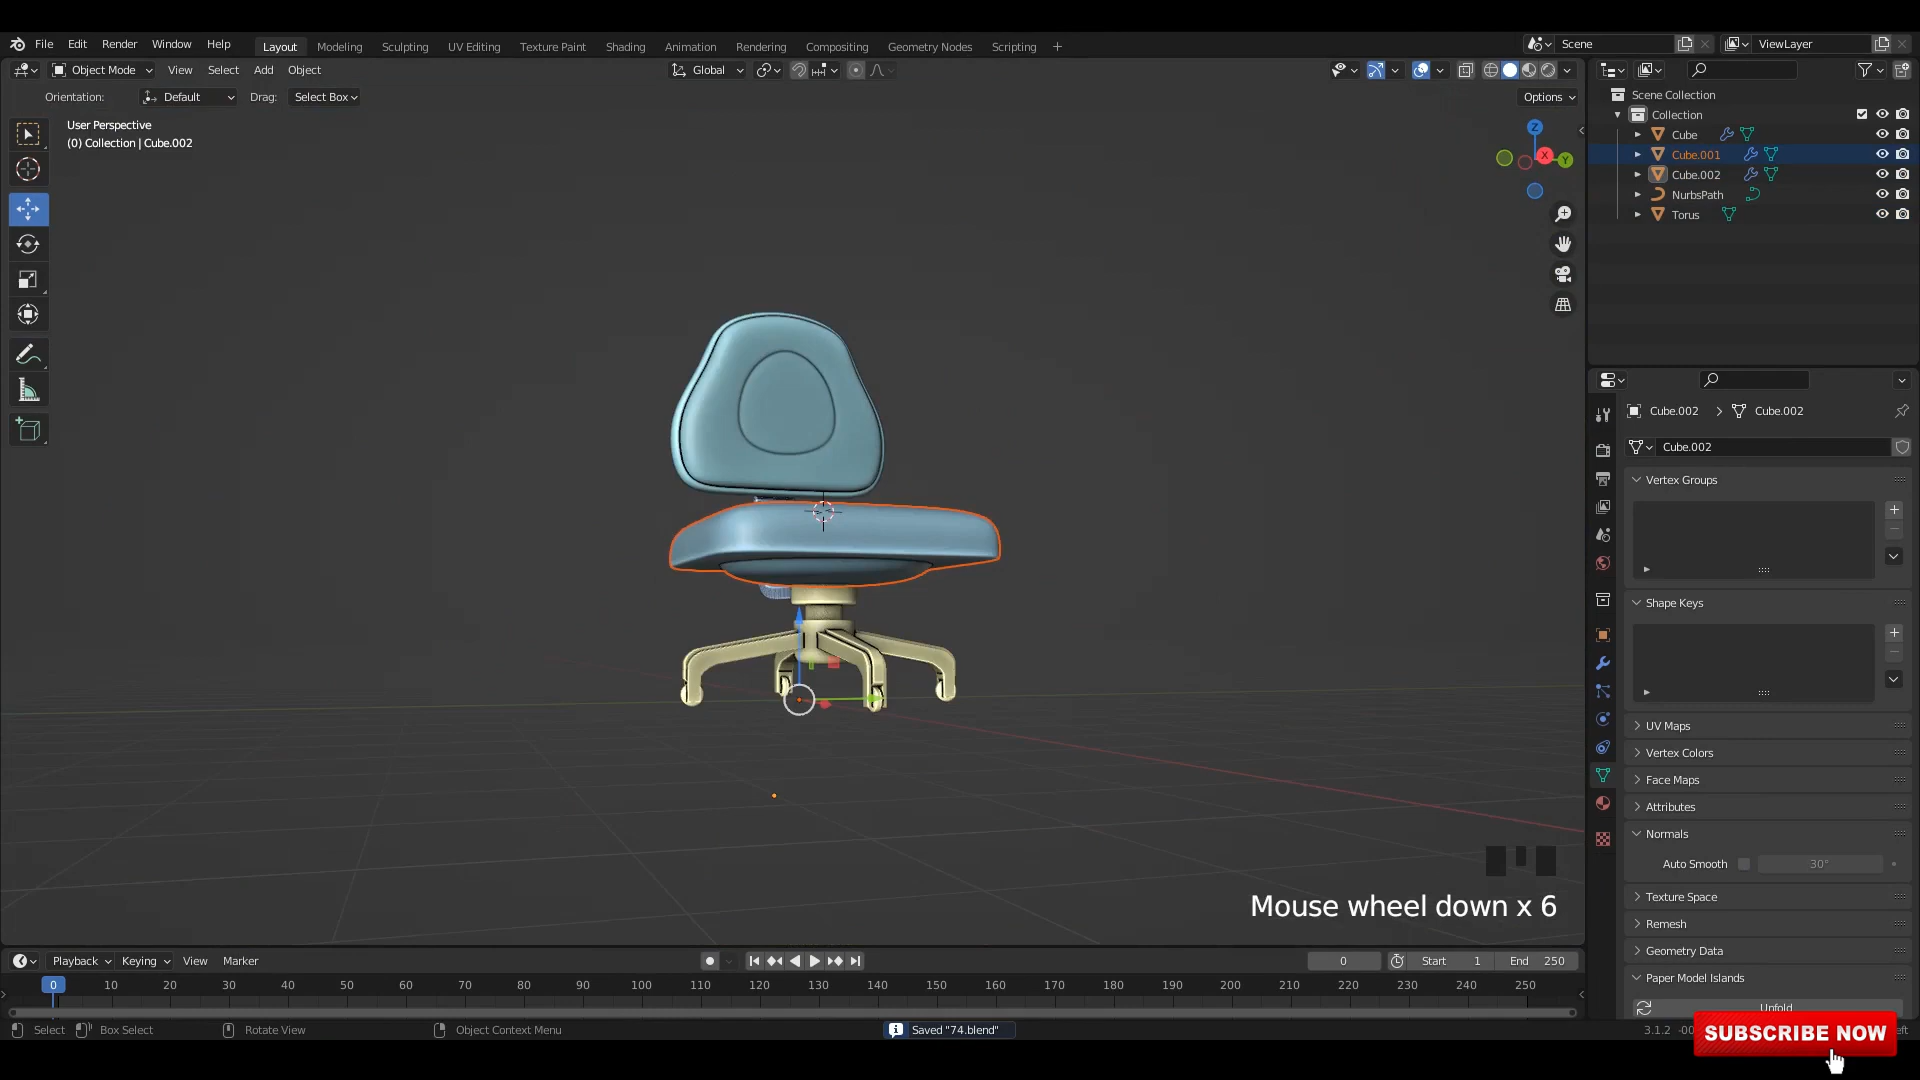 File Edit Render Window Help Layout Modeling Sculpting UV Editing Texture Paint Shading Animation Rendering Compositing Geometry Nodes Scripting + Scene ViewLayer
Object Mode View Select Add Object Global
Orientation: Default Drag: Select Box Options
User Perspective
(0) Collection | Cube.002
Z
X
Y
Scene Collection
Collection
Cube
Cube.001
Cube.002
NurbsPath
Torus
Cube.002 > Cube.002
Cube.002
Vertex Groups
Shape Keys
UV Maps
Vertex Colors
Face Maps
Attributes
Normals
Auto Smooth 30°
Texture Space
Remesh
Geometry Data
Paper Model Islands
Unfold
Mouse wheel down x 6
Playback Keying View Marker 0 Start 1 End 250
0 10 20 30 40 50 60 70 80 90 100 110 120 130 140 150 160 170 180 190 200 210 220 230 240 250
Select Box Select Rotate View Object Context Menu Saved "74.blend" 3.1.2
SUBSCRIBE NOW